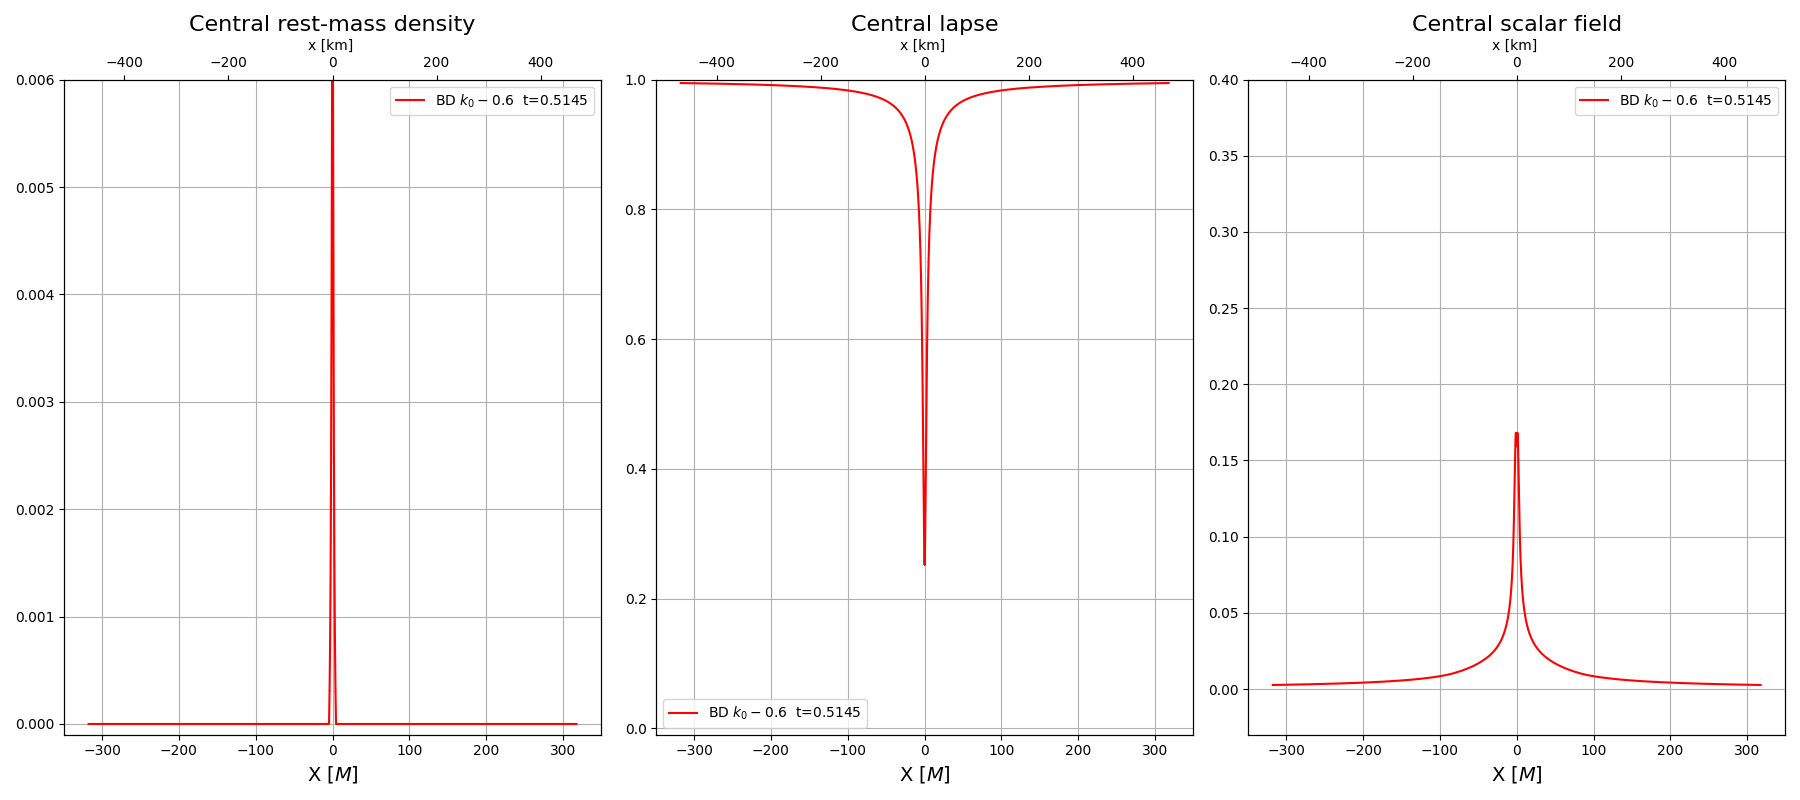 Central rest-mass density
x [km]
−400 −200 0 200 400
0.006
0.005
0.004
0.003
0.002
0.001
0.000
BD k₀ − 0.6 t=0.5145
−300 −200 −100 0 100 200 300
X [M]
Central lapse
x [km]
−400 −200 0 200 400
1.0
0.8
0.6
0.4
0.2
0.0
BD k₀ − 0.6 t=0.5145
−300 −200 −100 0 100 200 300
X [M]
Central scalar field
x [km]
−400 −200 0 200 400
0.40
0.35
0.30
0.25
0.20
0.15
0.10
0.05
0.00
BD k₀ − 0.6 t=0.5145
−300 −200 −100 0 100 200 300
X [M]